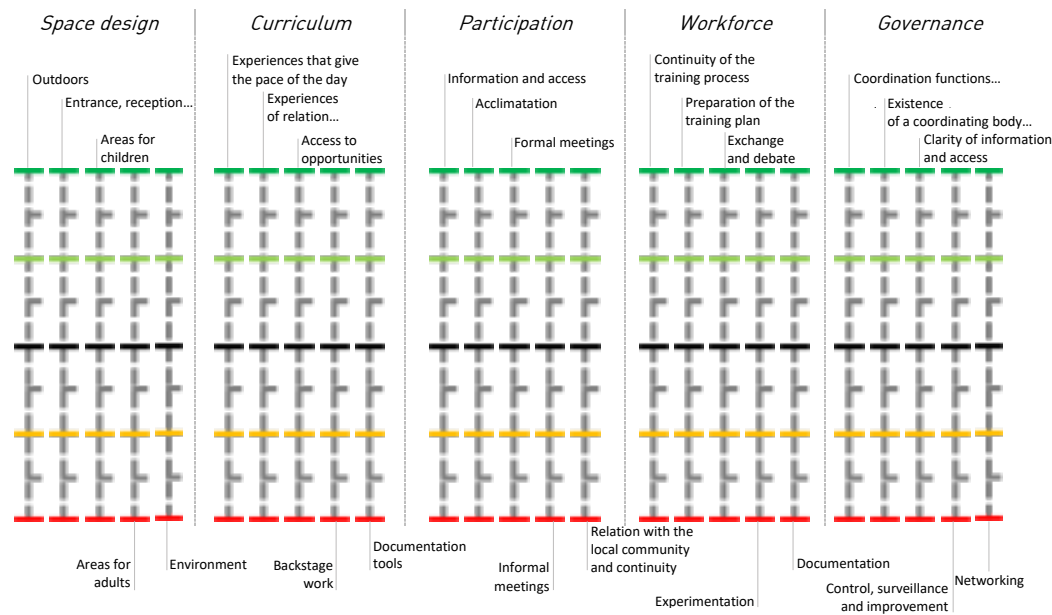 Space design
Curriculum
Participation
Workforce
Governance
Outdoors
Entrance, reception…
Areas for
children
Experiences that give
the pace of the day
Experiences
of relation…
Access to
opportunities
Information and access
Acclimatation
Formal meetings
Continuity of the
training process
Preparation of the
training plan
Exchange
and debate
Coordination functions…
Existence
of a coordinating body…
Clarity of information
and access
Areas for
adults
Environment
Backstage
work
Documentation
tools
Informal
meetings
Relation with the
local community
and continuity
Experimentation
Documentation
Control, surveillance
and improvement
Networking